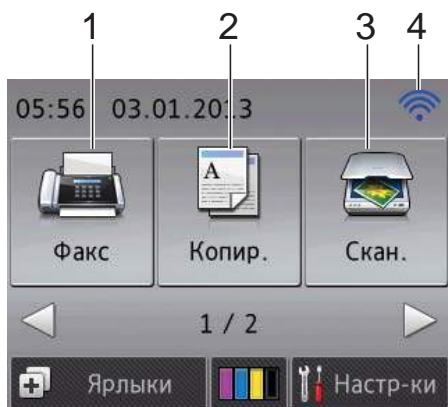 1 2 3 4
05:56 03.01.2013
A
Факс Копир. Скан.
1 / 2
Ярлыки Настр-ки